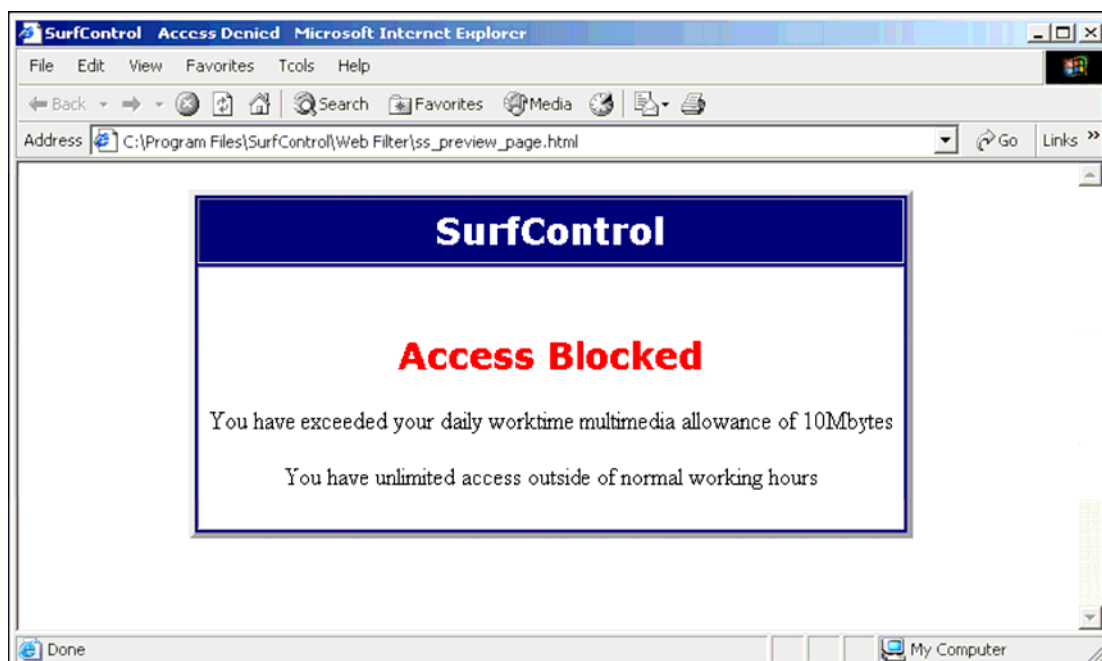 SurfControl Access Denied Microsoft Internet Explorer
File Edit View Favorites Tools Help
Back Search Favorites Media
Address C:\Program Files\SurfControl\Web Filter\ss_preview_page.html Go Links »
SurfControl
Access Blocked
You have exceeded your daily worktime multimedia allowance of 10Mbytes
You have unlimited access outside of normal working hours
Done My Computer